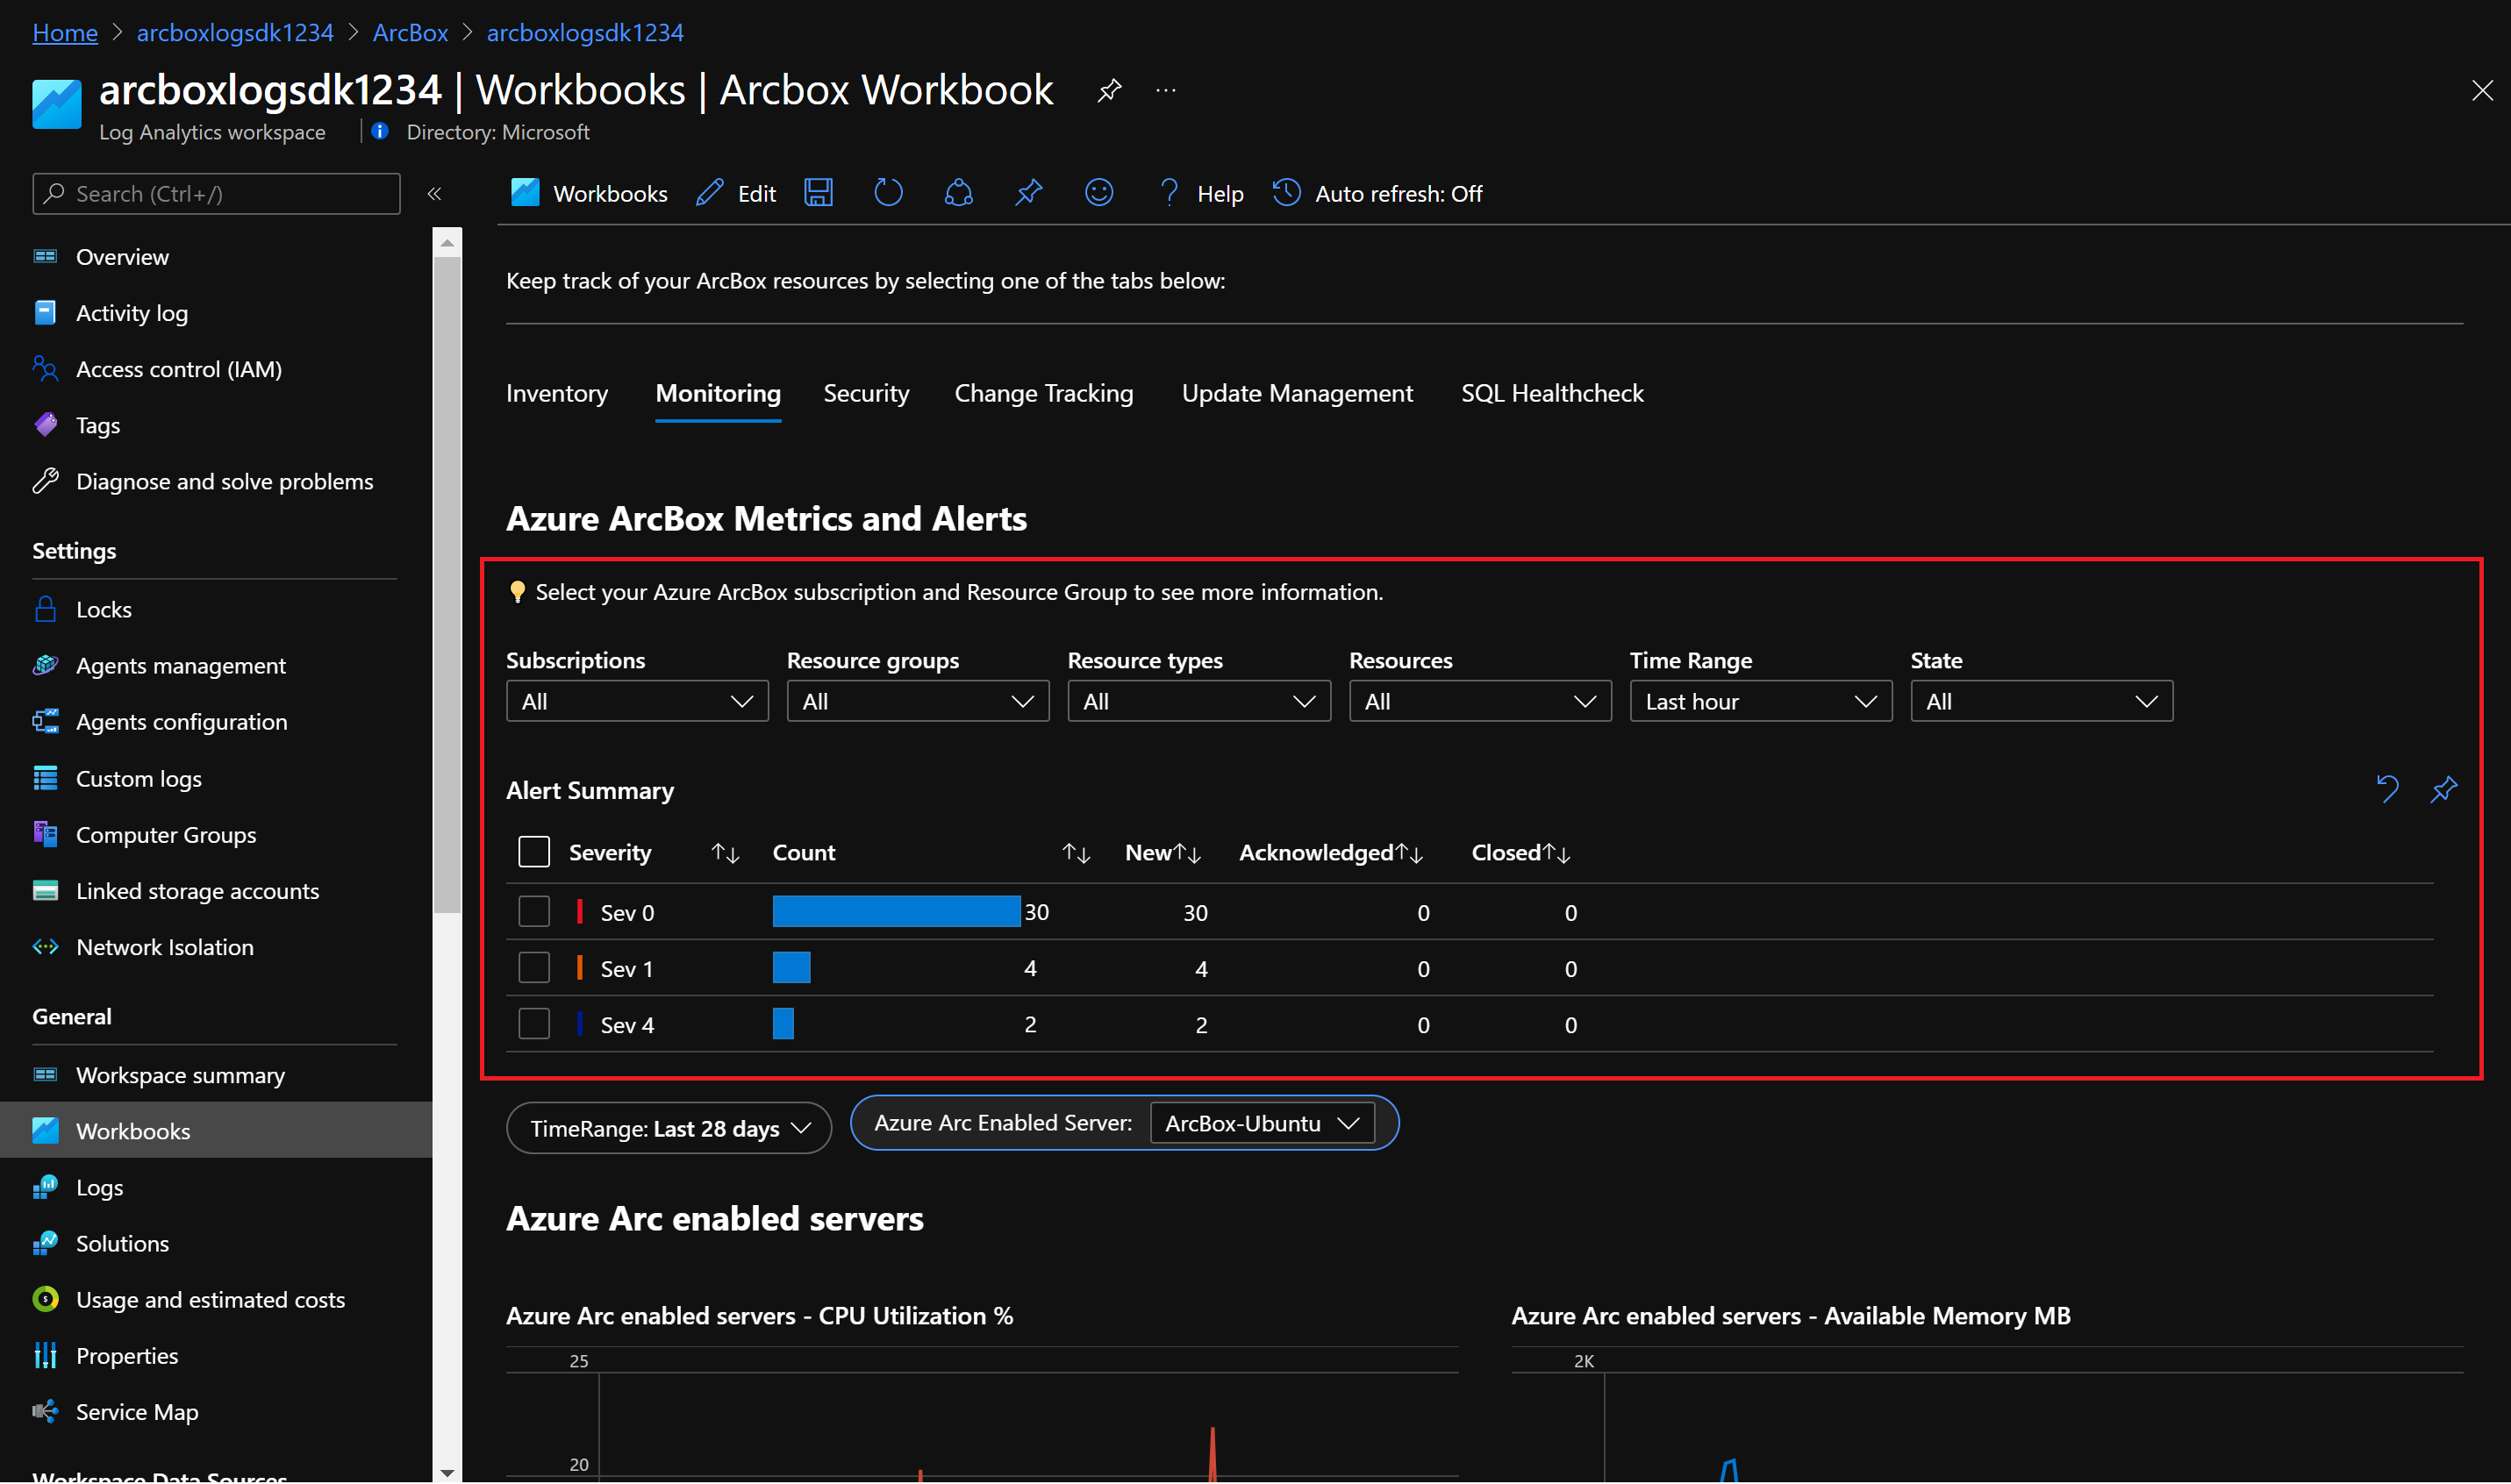 Home > arcboxlogsdk1234 > ArcBox > arcboxlogsdk1234
arcboxlogsdk1234 | Workbooks | Arcbox Workbook ...
Log Analytics workspace | Directory: Microsoft
Search (Ctrl+/)
Overview
Activity log
Access control (IAM)
Tags
Diagnose and solve problems
Settings
Locks
Agents management
Agents configuration
Custom logs
Computer Groups
Linked storage accounts
Network Isolation
General
Workspace summary
Workbooks
Logs
Solutions
Usage and estimated costs
Properties
Service Map
Workspace Data Sources
Workbooks Edit Help Auto refresh: Off
Keep track of your ArcBox resources by selecting one of the tabs below:
Inventory Monitoring Security Change Tracking Update Management SQL Healthcheck
Azure ArcBox Metrics and Alerts
Select your Azure ArcBox subscription and Resource Group to see more information.
Subscriptions Resource groups Resource types Resources Time Range State
All All All All Last hour All
Alert Summary
Severity ↑↓ Count ↑↓ New↑↓ Acknowledged↑↓ Closed↑↓
Sev 0 30 30 0 0
Sev 1 4 4 0 0
Sev 4 2 2 0 0
TimeRange: Last 28 days Azure Arc Enabled Server: ArcBox-Ubuntu
Azure Arc enabled servers
Azure Arc enabled servers - CPU Utilization % Azure Arc enabled servers - Available Memory MB
25 2K
20